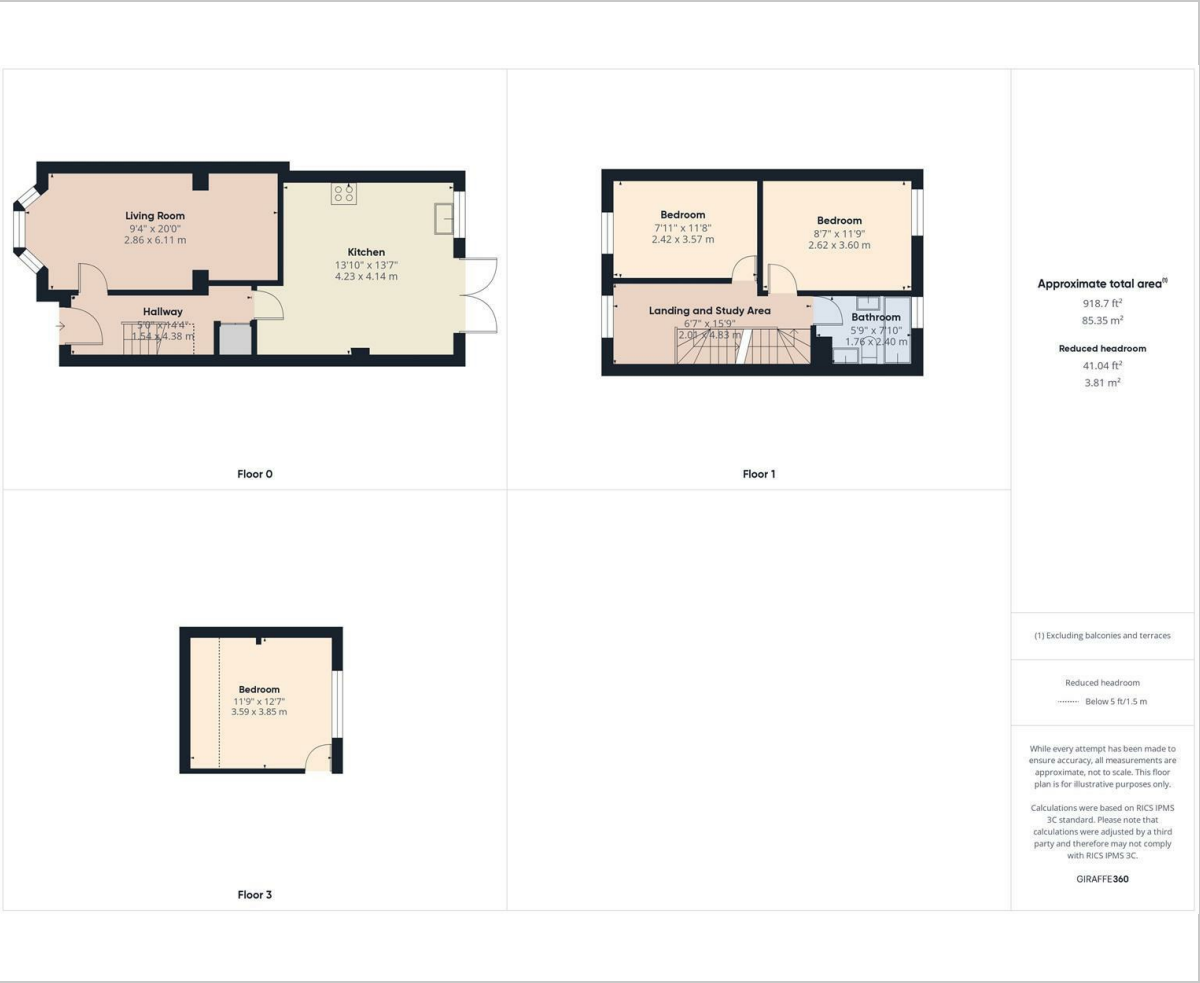 Living Room
9'4" x 20'0"
2.86 x 6.11 m
Kitchen
13'10" x 13'7"
4.23 x 4.14 m
Hallway
5'0" x 14'4"
1.54 x 4.38 m
Floor 0
Bedroom
7'11" x 11'8"
2.42 x 3.57 m
Bedroom
8'7" x 11'9"
2.62 x 3.60 m
Landing and Study Area
6'7" x 15'9"
2.01 x 4.83 m
Bathroom
5'9" x 7'10"
1.76 x 2.40 m
Floor 1
Bedroom
11'9" x 12'7"
3.59 x 3.85 m
Floor 3
Approximate total area(1)
918.7 ft²
85.35 m²
Reduced headroom
41.04 ft²
3.81 m²
(1) Excluding balconies and terraces
Reduced headroom
Below 5 ft/1.5 m
While every attempt has been made to
ensure accuracy, all measurements are
approximate, not to scale. This floor
plan is for illustrative purposes only.
Calculations were based on RICS IPMS
3C standard. Please note that
calculations were adjusted by a third
party and therefore may not comply
with RICS IPMS 3C.
GIRAFFE360